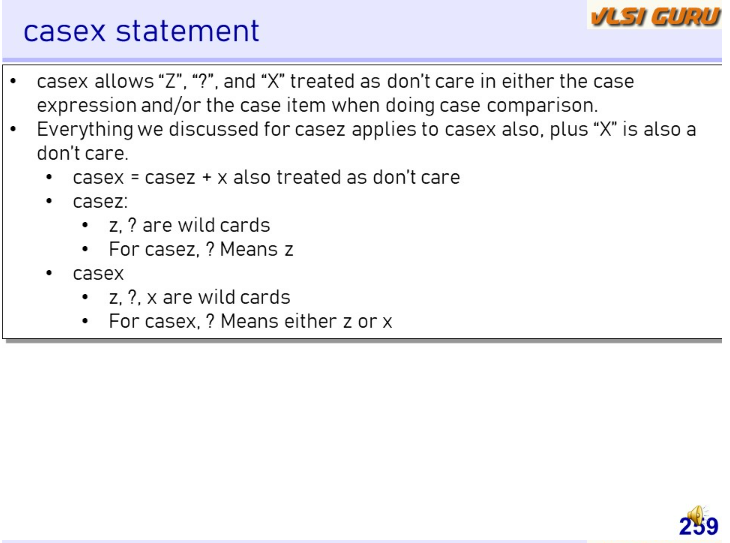 casex statement
VLSI GURU
• casex allows “Z”, “?”, and “X” treated as don’t care in either the case
expression and/or the case item when doing case comparison.
• Everything we discussed for casez applies to casex also, plus “X” is also a
don’t care.
• casex = casez + x also treated as don’t care
• casez:
• z, ? are wild cards
• For casez, ? Means z
• casex
• z, ?, x are wild cards
• For casex, ? Means either z or x
259